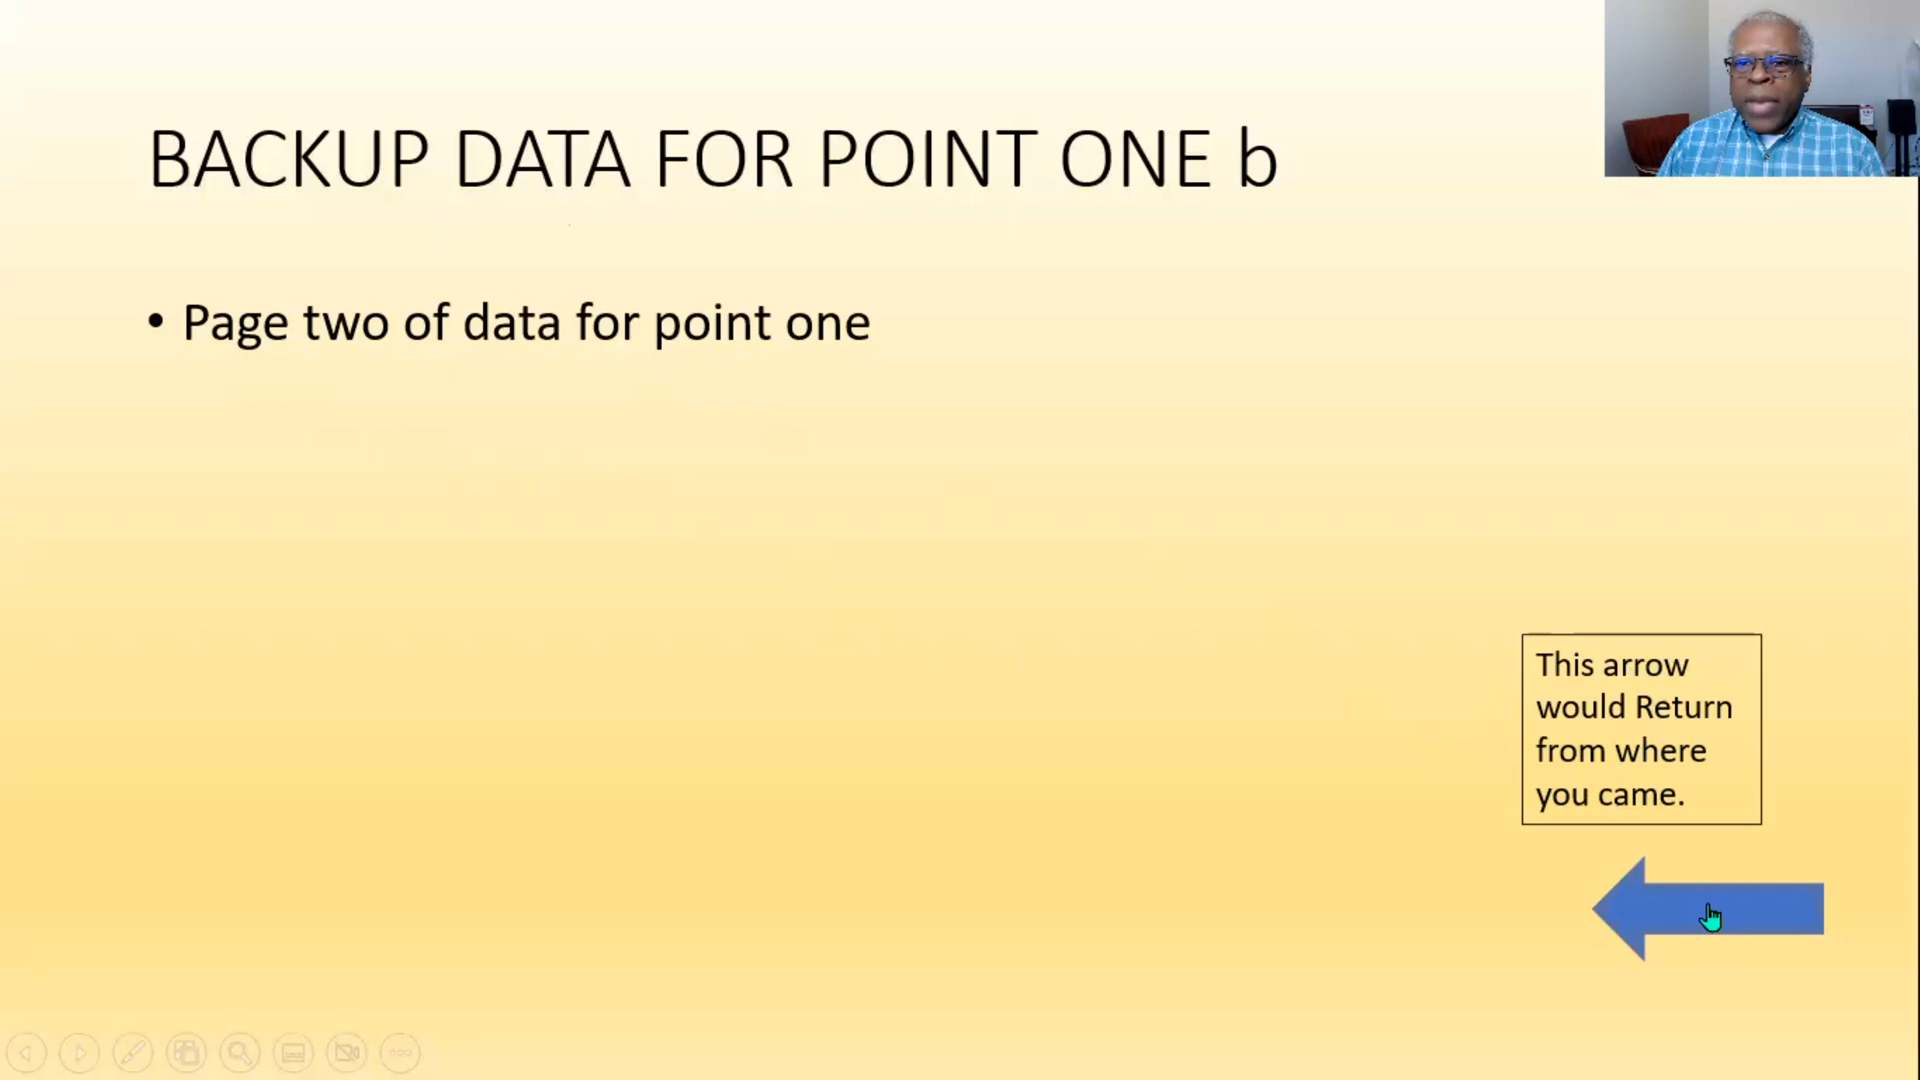 BACKUP DATA FOR POINT ONE b
• Page two of data for point one
This arrow
would Return
from where
you came.